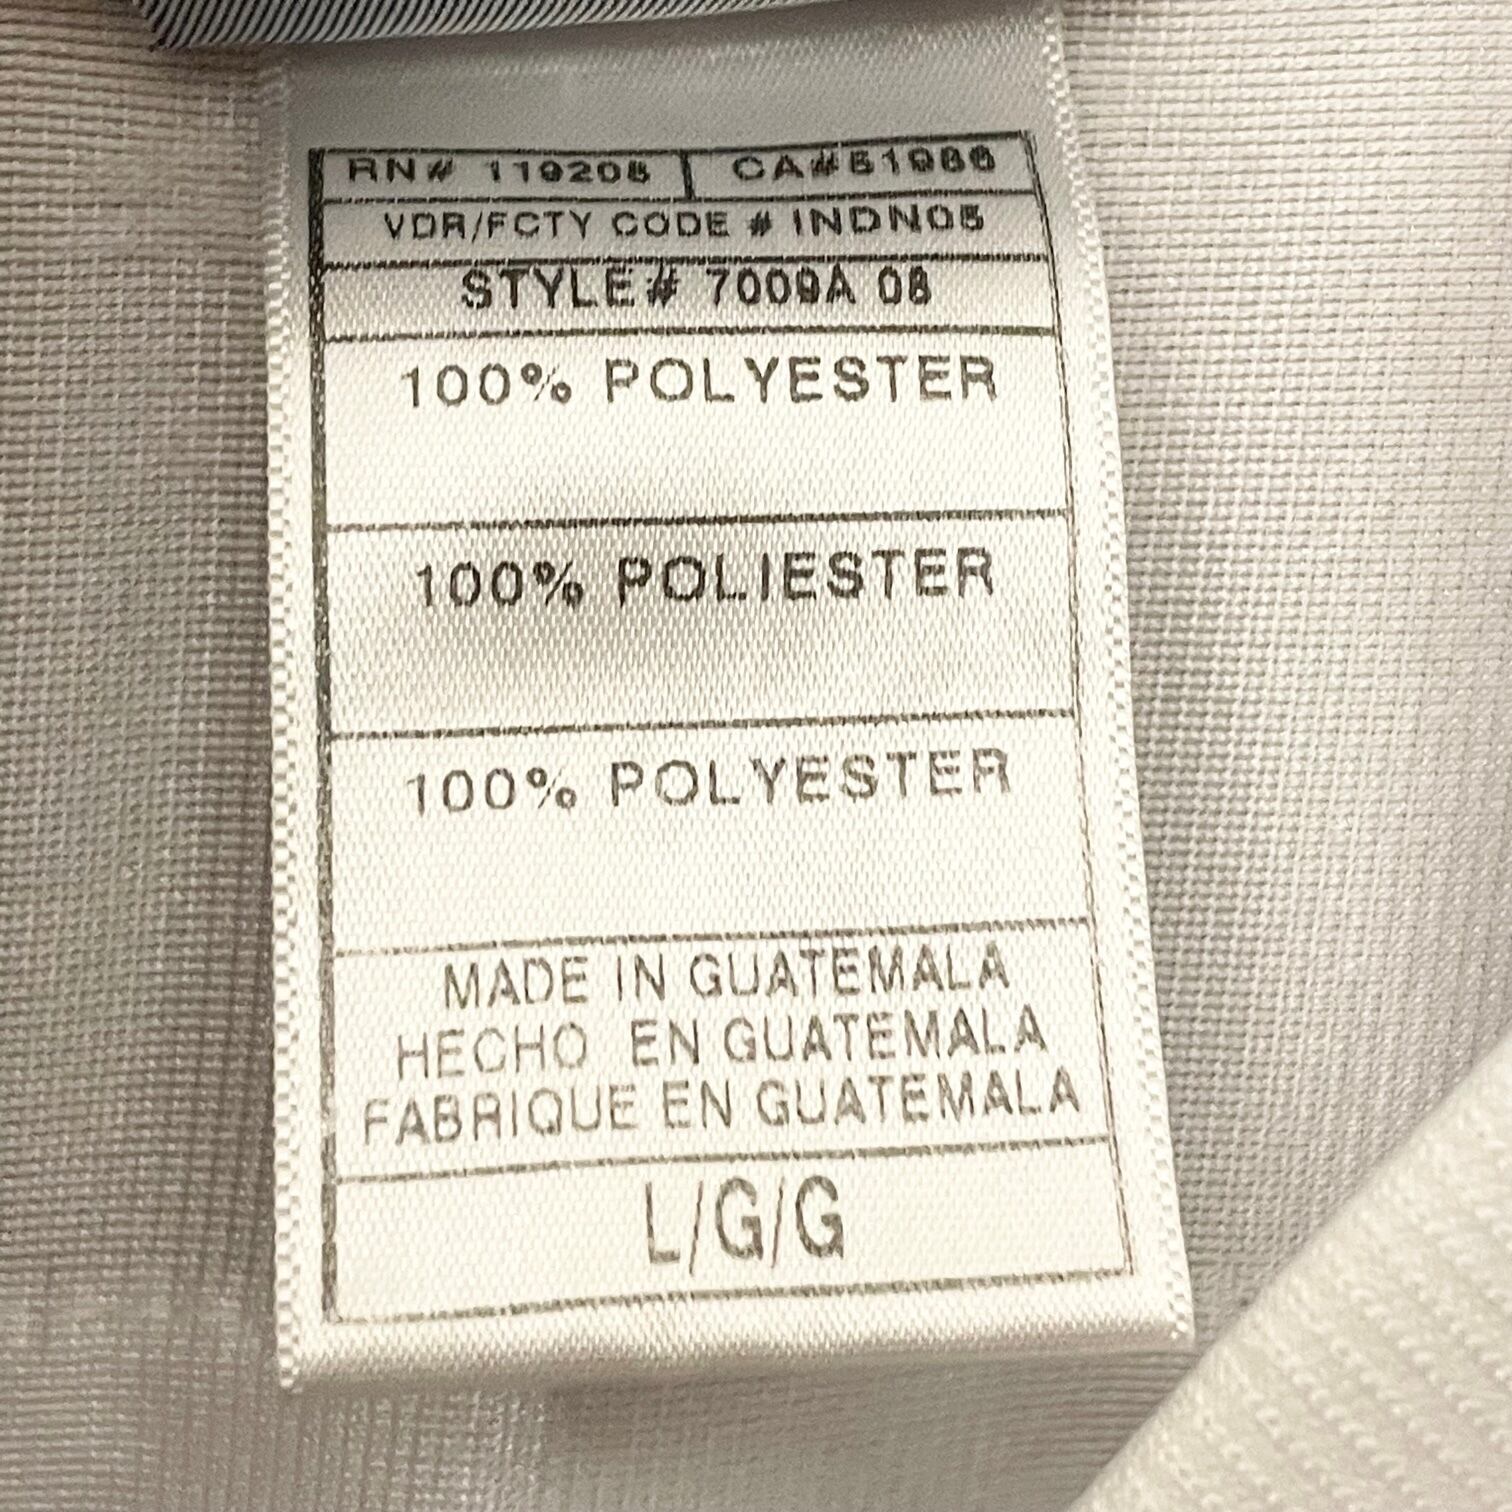 RN# 119205 CA#51986
VDR/FCTY CODE # INDN05
STYLE# 7009A 08
100% POLYESTER
100% POLIESTER
100% POLYESTER
MADE IN GUATEMALA
HECHO EN GUATEMALA
FABRIQUE EN GUATEMALA
L/G/G